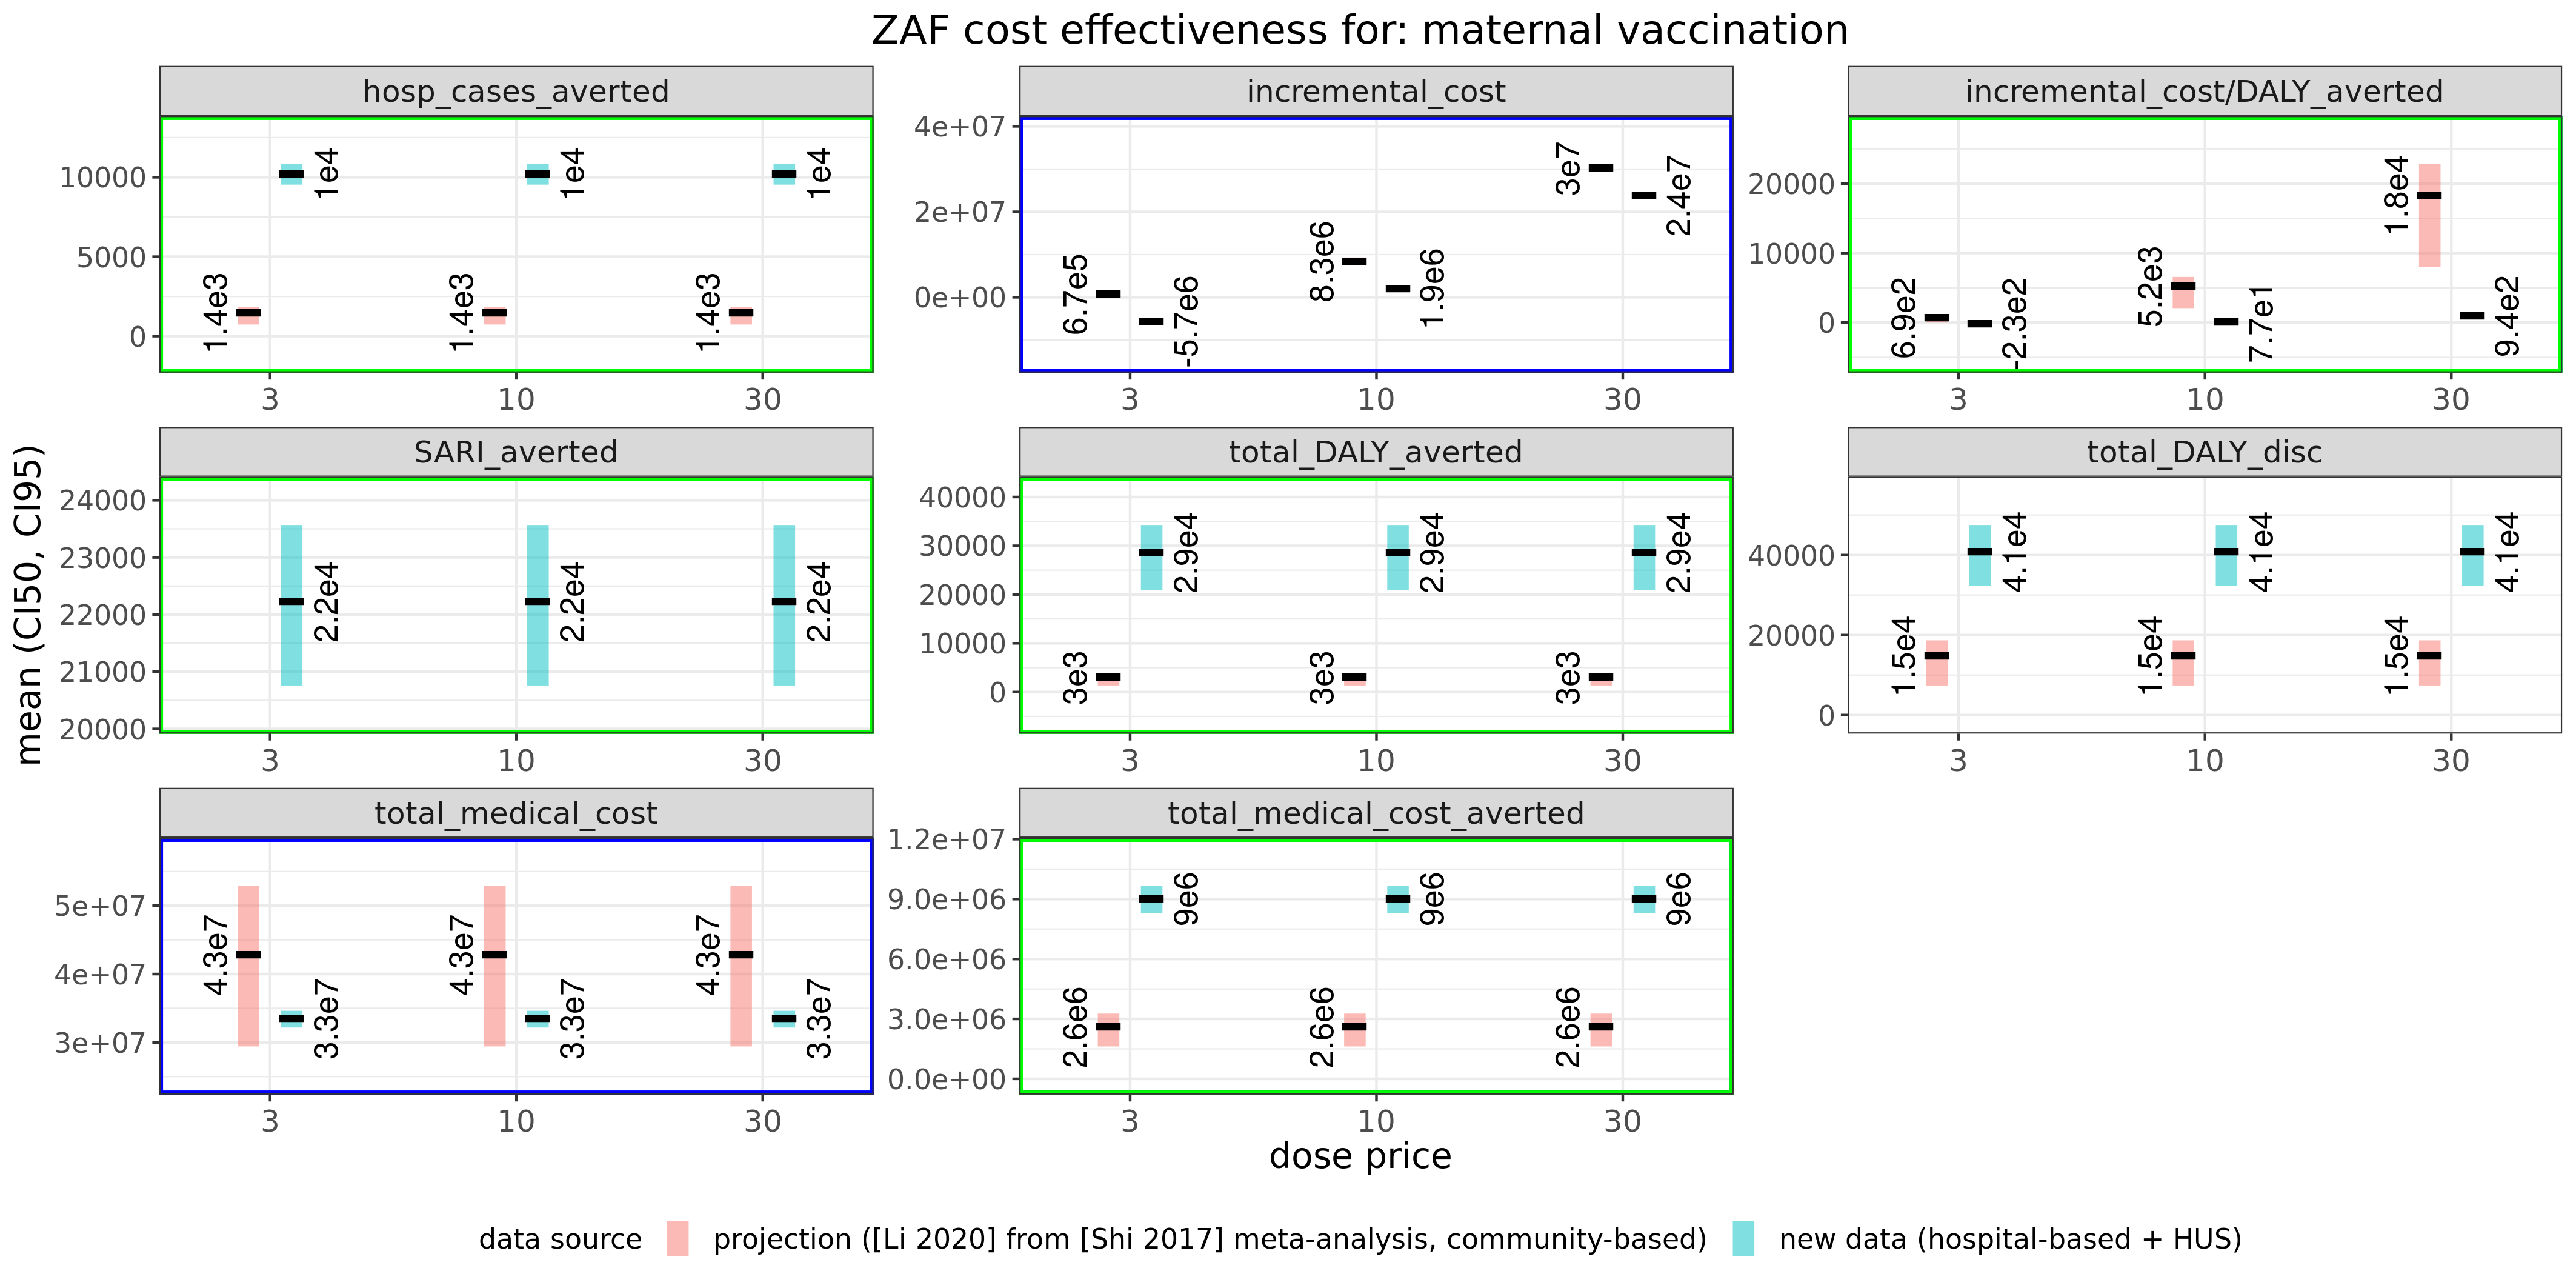 ZAF cost effectiveness for: maternal vaccination
mean (CI50, CI95)
hosp_cases_averted
10000
5000
0
1e4
1e4
1e4
1.4e3
1.4e3
1.4e3
3
10
30
incremental_cost
4e+07
2e+07
0e+00
6.7e5
-5.7e6
8.3e6
1.9e6
3e7
2.4e7
3
10
30
incremental_cost/DALY_averted
20000
10000
0
6.9e2
-2.3e2
5.2e3
7.7e1
1.8e4
9.4e2
3
10
30
SARI_averted
24000
23000
22000
21000
20000
2.2e4
2.2e4
2.2e4
3
10
30
total_DALY_averted
40000
30000
20000
10000
0
2.9e4
2.9e4
2.9e4
3e3
3e3
3e3
3
10
30
total_DALY_disc
40000
20000
0
4.1e4
4.1e4
4.1e4
1.5e4
1.5e4
1.5e4
3
10
30
total_medical_cost
5e+07
4e+07
3e+07
4.3e7
3.3e7
4.3e7
3.3e7
4.3e7
3.3e7
3
10
30
total_medical_cost_averted
1.2e+07
9.0e+06
6.0e+06
3.0e+06
0.0e+00
9e6
9e6
9e6
2.6e6
2.6e6
2.6e6
3
10
30
dose price
data source projection ([Li 2020] from [Shi 2017] meta-analysis, community-based) new data (hospital-based + HUS)